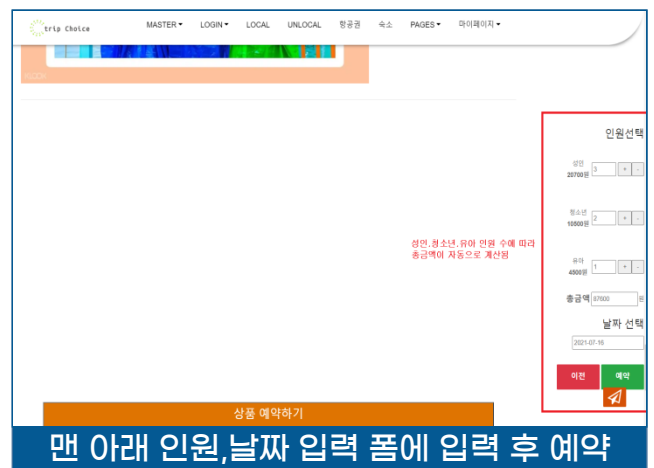 trip Choice MASTER LOGIN LOCAL UNLOCAL 항공권 숙소 PAGES 마이페이지
인원선택
성인
20700원 3 + -
청소년
10500원 2 + -
성인,청소년,유아 인원 수에 따라
총금액이 자동으로 계산됨
유아
4500원 1 + -
총금액 87600 원
날짜 선택
2021-07-16
이전 예약
상품 예약하기
맨 아래 인원,날짜 입력 폼에 입력 후 예약